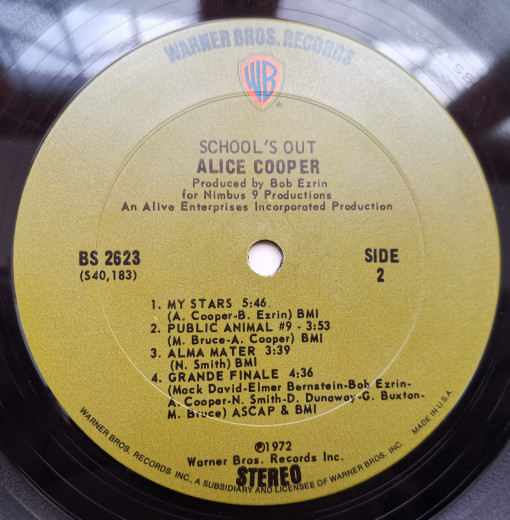 WARNER BROS. RECORDS
WB
®
SCHOOL'S OUT
ALICE COOPER
Produced by Bob Ezrin
for Nimbus 9 Productions
An Alive Enterprises Incorporated Production
BS 2623
(S40,183)
SIDE
2
1. MY STARS 5:46
(A. Cooper-B. Ezrin) BMI
2. PUBLIC ANIMAL #9 - 3:53
(M. Bruce-A. Cooper) BMI
3. ALMA MATER 3:39
(N. Smith) BMI
4. GRANDE FINALE 4:36
(Mack David-Elmer Bernstein-Bob Ezrin-
A. Cooper-N. Smith-D. Dunaway-G. Buxton-
M. Bruce) ASCAP & BMI
℗1972
Warner Bros. Records Inc.
STEREO
WARNER BROS. RECORDS INC., A SUBSIDIARY AND LICENSEE OF WARNER BROS. INC.
MADE IN U.S.A.